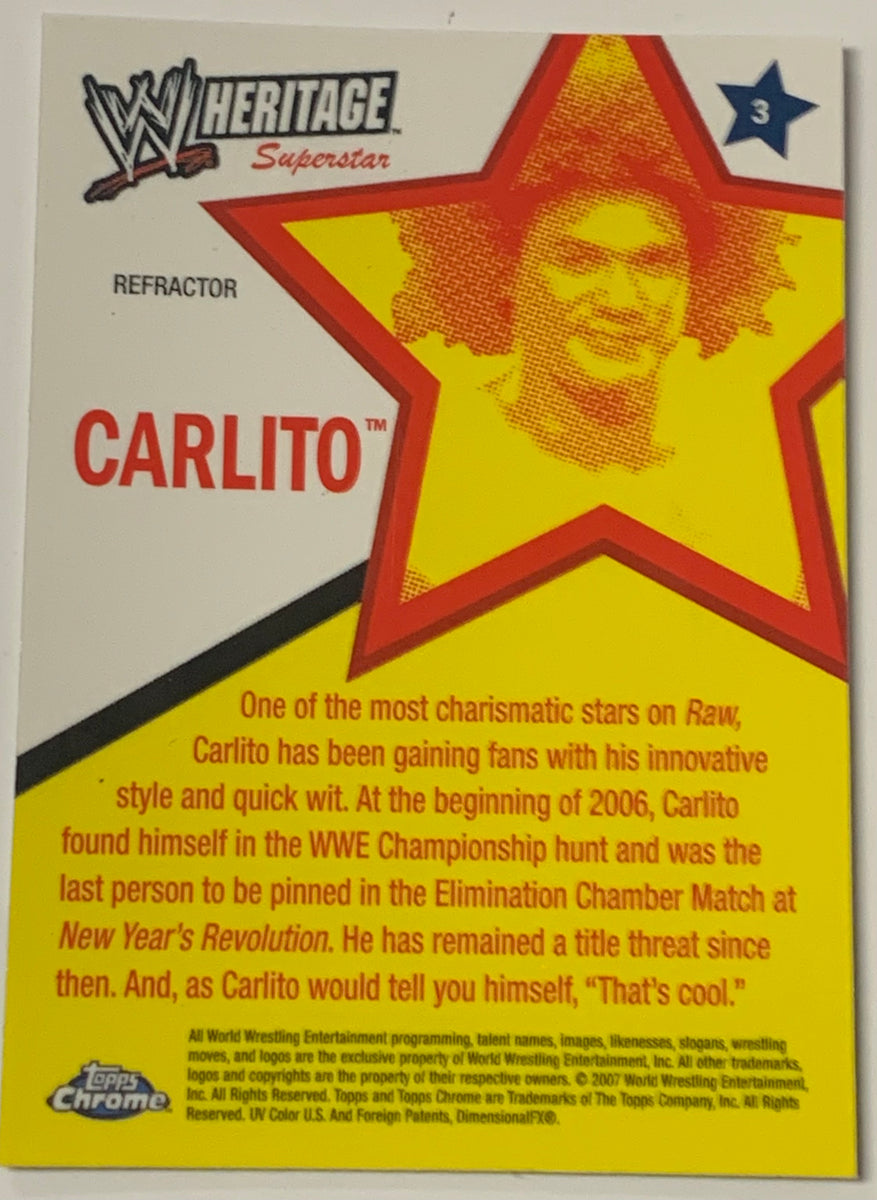 W HERITAGE™
Superstar
3
REFRACTOR
CARLITO™
One of the most charismatic stars on Raw,
Carlito has been gaining fans with his innovative
style and quick wit. At the beginning of 2006, Carlito
found himself in the WWE Championship hunt and was the
last person to be pinned in the Elimination Chamber Match at
New Year's Revolution. He has remained a title threat since
then. And, as Carlito would tell you himself, “That's cool.”
All World Wrestling Entertainment programming, talent names, images, likenesses, slogans, wrestling
moves, and logos are the exclusive property of World Wrestling Entertainment, Inc. All other trademarks,
logos and copyrights are the property of their respective owners. © 2007 World Wrestling Entertainment,
Inc. All Rights Reserved. Topps and Topps Chrome are Trademarks of The Topps Company, Inc. All Rights
Reserved. UV Color U.S. And Foreign Patents, DimensionalFX®.
topps
Chrome